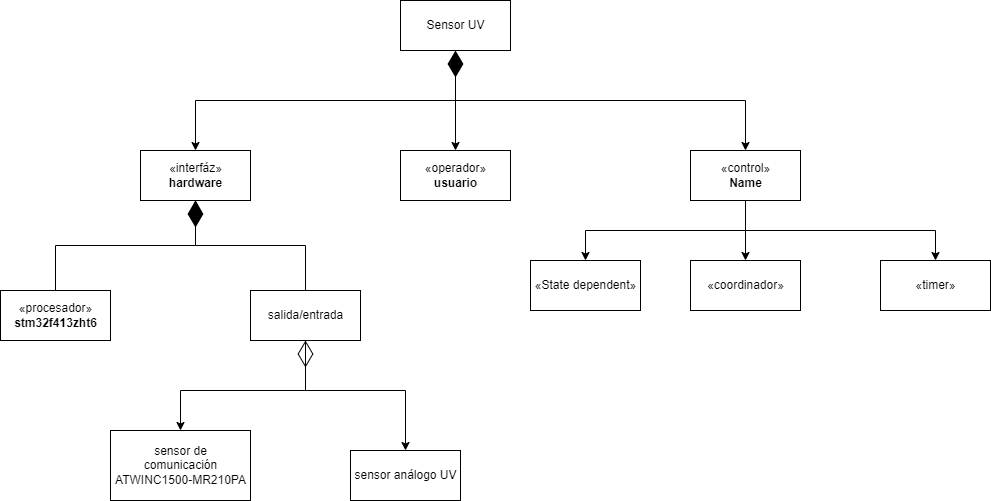 Sensor UV
«interfáz»
hardware
«operador»
usuario
«control»
Name
«State dependent»
«coordinador»
«timer»
«procesador»
stm32f413zht6
salida/entrada
sensor de
comunicación
ATWINC1500-MR210PA
sensor análogo UV